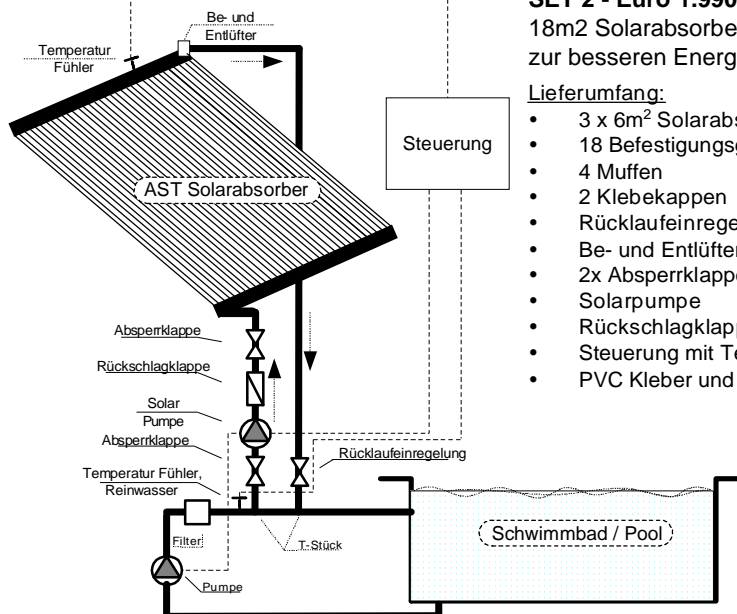 SET 2 - Euro 1.990
18m2 Solarabsorbe
zur besseren Energ
Lieferumfang:
• 3 x 6m² Solarabs
• 18 Befestigungsg
• 4 Muffen
• 2 Klebekappen
• Rücklaufeinrege
• Be- und Entlüfter
• 2x Absperrklappe
• Solarpumpe
• Rückschlagklapp
• Steuerung mit Te
• PVC Kleber und
Be- und
Entlüfter
Temperatur
Fühler
Steuerung
AST Solarabsorber
Absperrklappe
Rückschlagklappe
Solar
Pumpe
Absperrklappe
Rücklaufeinregelung
Temperatur Fühler,
Reinwasser
Filter
T-Stück
Schwimmbad / Pool
Pumpe